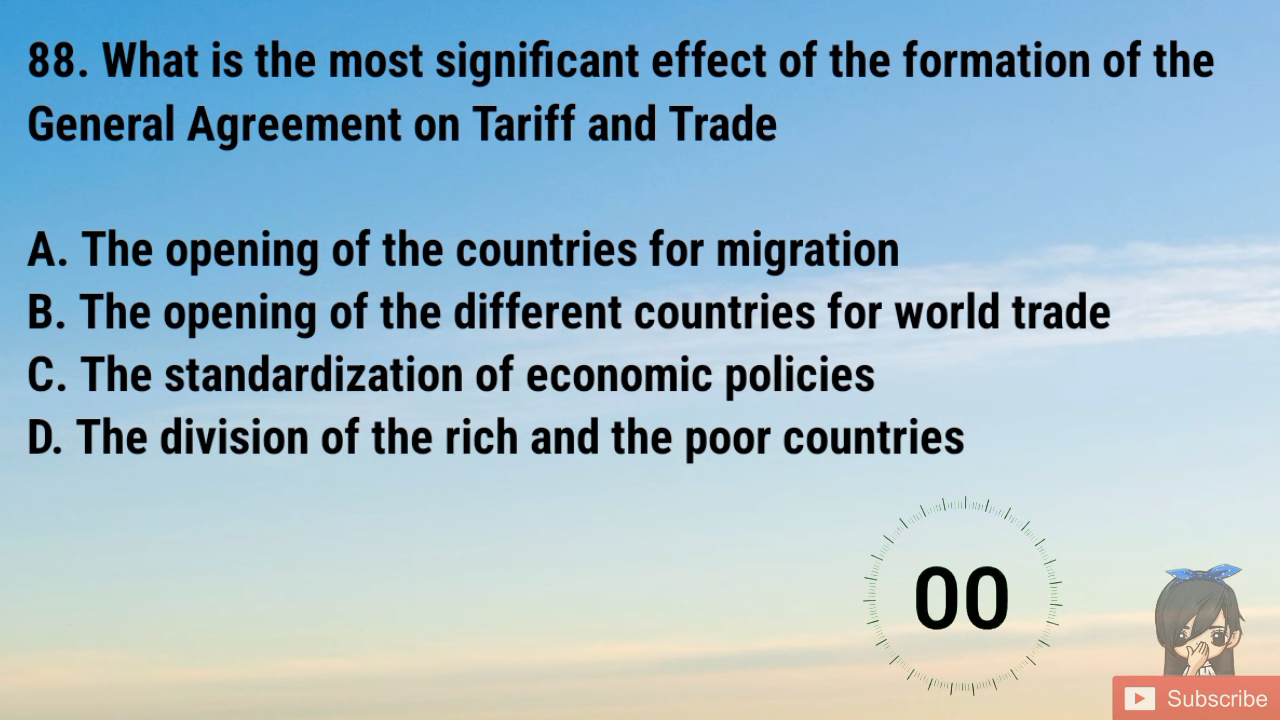 88. What is the most significant effect of the formation of the
General Agreement on Tariff and Trade
A. The opening of the countries for migration
B. The opening of the different countries for world trade
C. The standardization of economic policies
D. The division of the rich and the poor countries
00
Subscribe